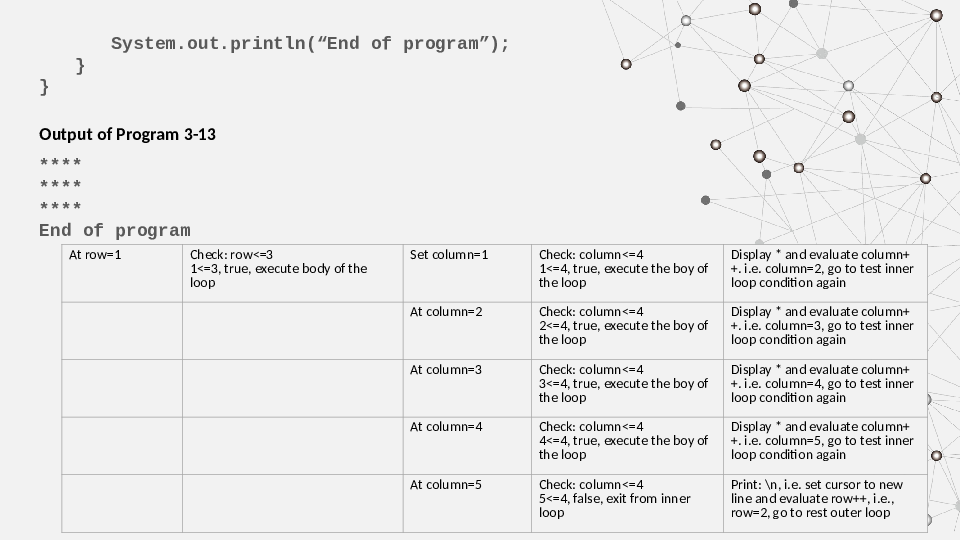 System.out.println(“End of program”);
}
}
Output of Program 3-13
****
****
****
End of program
At row=1
Check: row<=3
1<=3, true, execute body of the
loop
Set column=1
Check: column<=4
1<=4, true, execute the boy of
the loop
Display * and evaluate column+
+. i.e. column=2, go to test inner
loop condition again
At column=2
Check: column<=4
2<=4, true, execute the boy of
the loop
Display * and evaluate column+
+. i.e. column=3, go to test inner
loop condition again
At column=3
Check: column<=4
3<=4, true, execute the boy of
the loop
Display * and evaluate column+
+. i.e. column=4, go to test inner
loop condition again
At column=4
Check: column<=4
4<=4, true, execute the boy of
the loop
Display * and evaluate column+
+. i.e. column=5, go to test inner
loop condition again
At column=5
Check: column<=4
5<=4, false, exit from inner
loop
Print: \n, i.e. set cursor to new
line and evaluate row++, i.e.,
row=2, go to rest outer loop